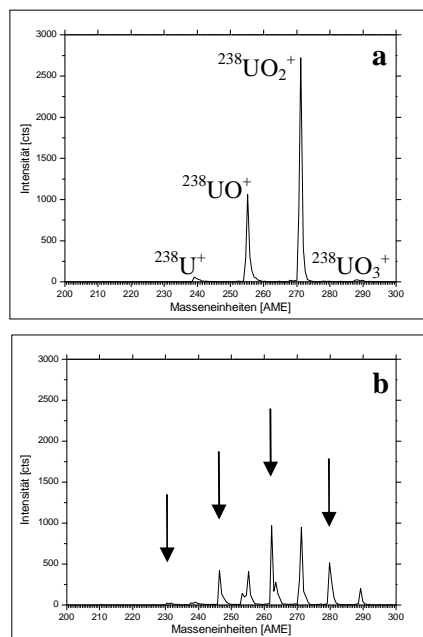 a
3000
2500
2000
1500
1000
500
0
Intensität [cts]
²³⁸UO₂⁺
²³⁸UO⁺
²³⁸U⁺
²³⁸UO₃⁺
200 210 220 230 240 250 260 270 280 290 300
Masseneinheiten [AME]
b
3000
2500
2000
1500
1000
500
0
Intensität [cts]
200 210 220 230 240 250 260 270 280 290 300
Masseneinheiten [AME]